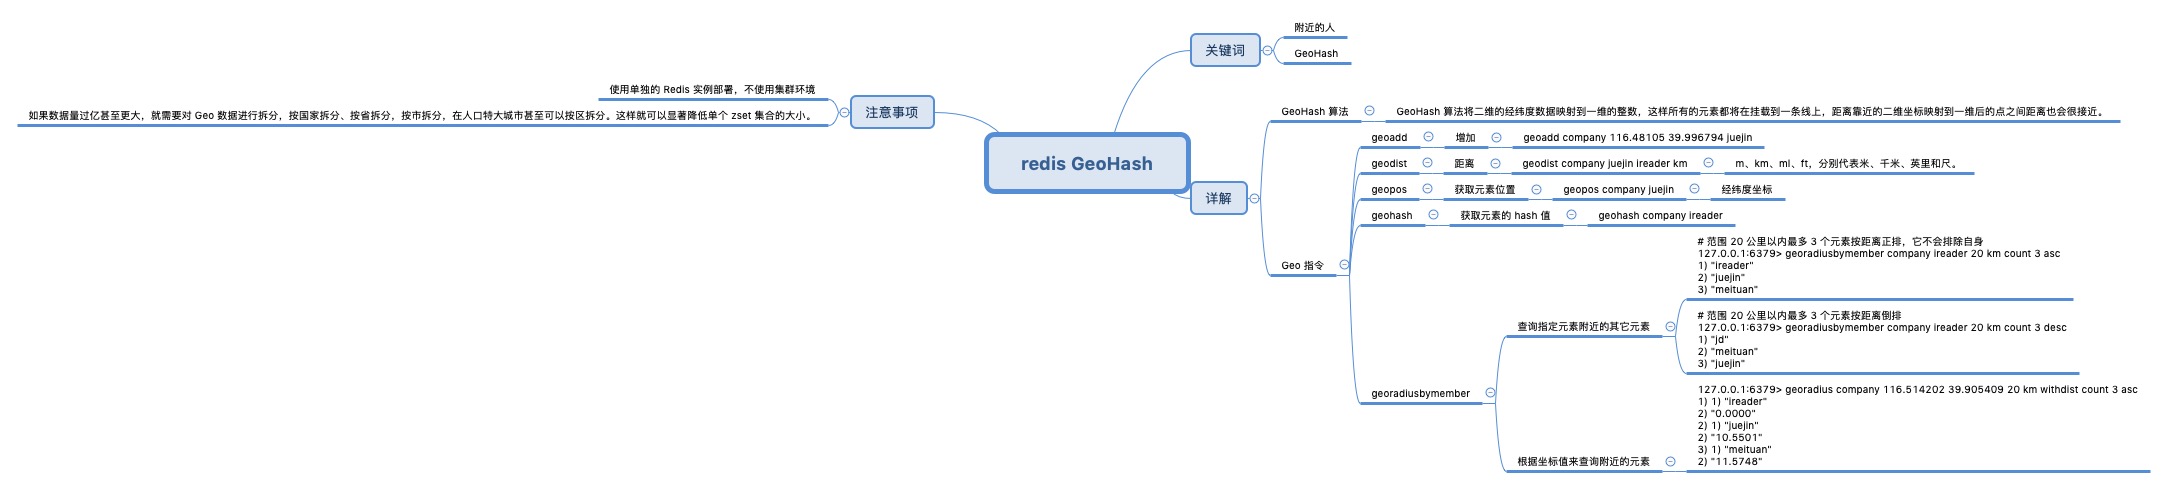 redis GeoHash
关键词
附近的人
GeoHash
注意事项
使用单独的 Redis 实例部署，不使用集群环境
如果数据量过亿甚至更大，就需要对 Geo 数据进行拆分，按国家拆分、按省拆分，按市拆分，在人口特大城市甚至可以按区拆分。这样就可以显著降低单个 zset 集合的大小。
详解
GeoHash 算法
GeoHash 算法将二维的经纬度数据映射到一维的整数，这样所有的元素都将在挂载到一条线上，距离靠近的二维坐标映射到一维后的点之间距离也会很接近。
Geo 指令
geoadd
增加
geoadd company 116.48105 39.996794 juejin
geodist
距离
geodist company juejin ireader km
m、km、ml、ft，分别代表米、千米、英里和尺。
geopos
获取元素位置
geopos company juejin
经纬度坐标
geohash
获取元素的 hash 值
geohash company ireader
georadiusbymember
查询指定元素附近的其它元素
# 范围 20 公里以内最多 3 个元素按距离正排，它不会排除自身
127.0.0.1:6379> georadiusbymember company ireader 20 km count 3 asc
1) "ireader"
2) "juejin"
3) "meituan"
# 范围 20 公里以内最多 3 个元素按距离倒排
127.0.0.1:6379> georadiusbymember company ireader 20 km count 3 desc
1) "jd"
2) "meituan"
3) "juejin"
根据坐标值来查询附近的元素
127.0.0.1:6379> georadius company 116.514202 39.905409 20 km withdist count 3 asc
1) 1) "ireader"
2) "0.0000"
2) 1) "juejin"
2) "10.5501"
3) 1) "meituan"
2) "11.5748"